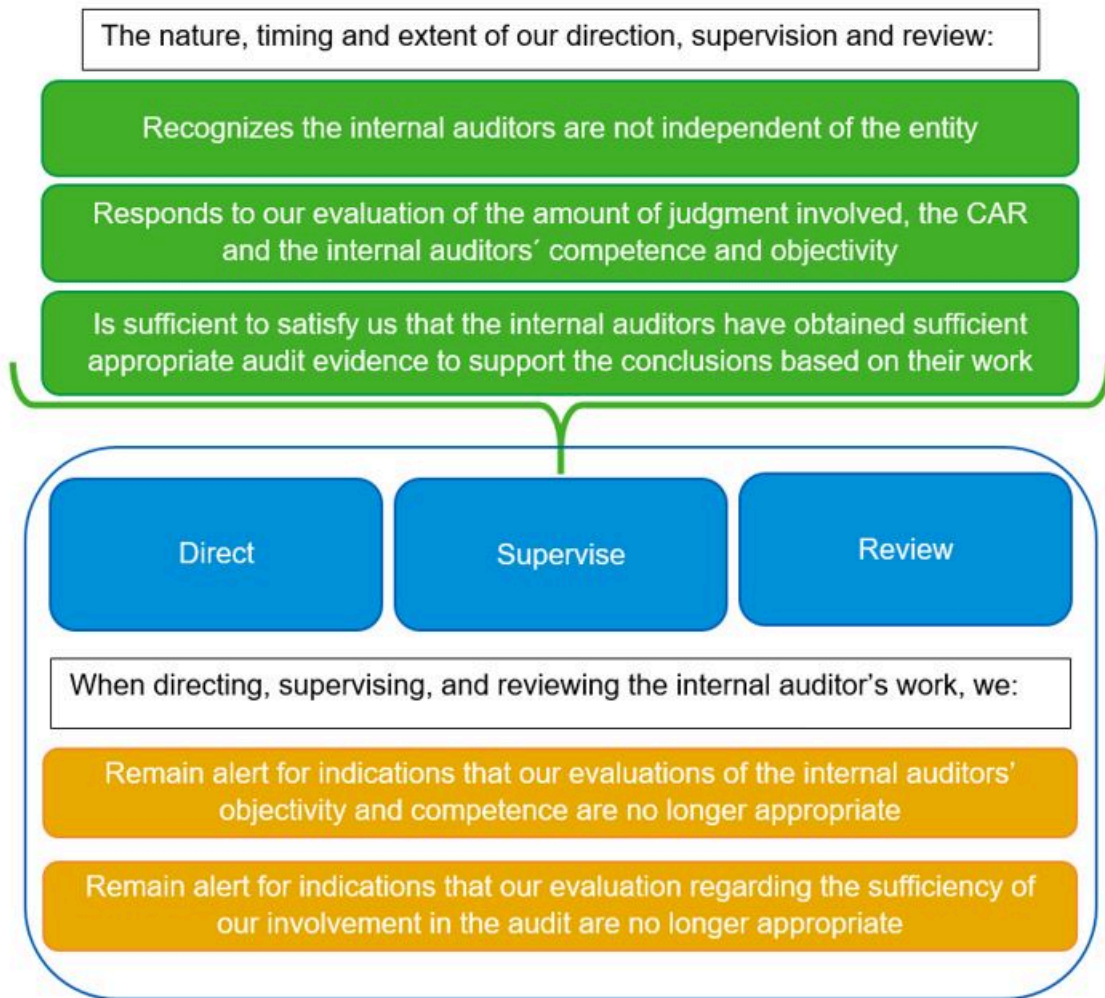 The nature, timing and extent of our direction, supervision and review:
Recognizes the internal auditors are not independent of the entity
Responds to our evaluation of the amount of judgment involved, the CAR
and the internal auditors´ competence and objectivity
Is sufficient to satisfy us that the internal auditors have obtained sufficient
appropriate audit evidence to support the conclusions based on their work
Direct
Supervise
Review
When directing, supervising, and reviewing the internal auditor’s work, we:
Remain alert for indications that our evaluations of the internal auditors’
objectivity and competence are no longer appropriate
Remain alert for indications that our evaluation regarding the sufficiency of
our involvement in the audit are no longer appropriate